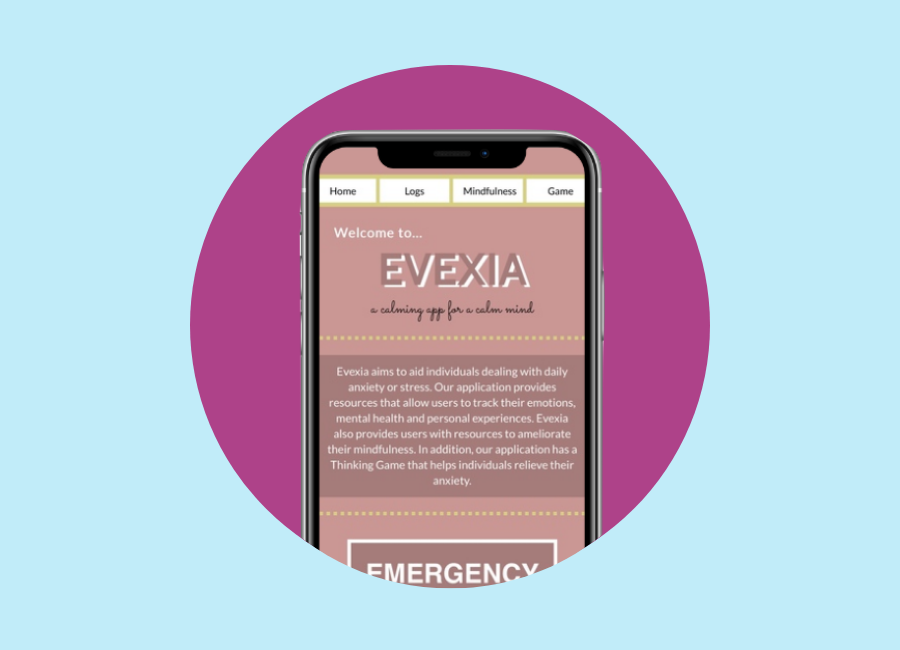 Home Logs Mindfulness Game
Welcome to...
EVEXIA
a calming app for a calm mind
Evexia aims to aid individuals dealing with daily
anxiety or stress. Our application provides
resources that allow users to track their emotions,
mental health and personal experiences. Evexia
also provides users with resources to ameliorate
their mindfulness. In addition, our application has a
Thinking Game that helps individuals relieve their
anxiety.
EMERGENCY